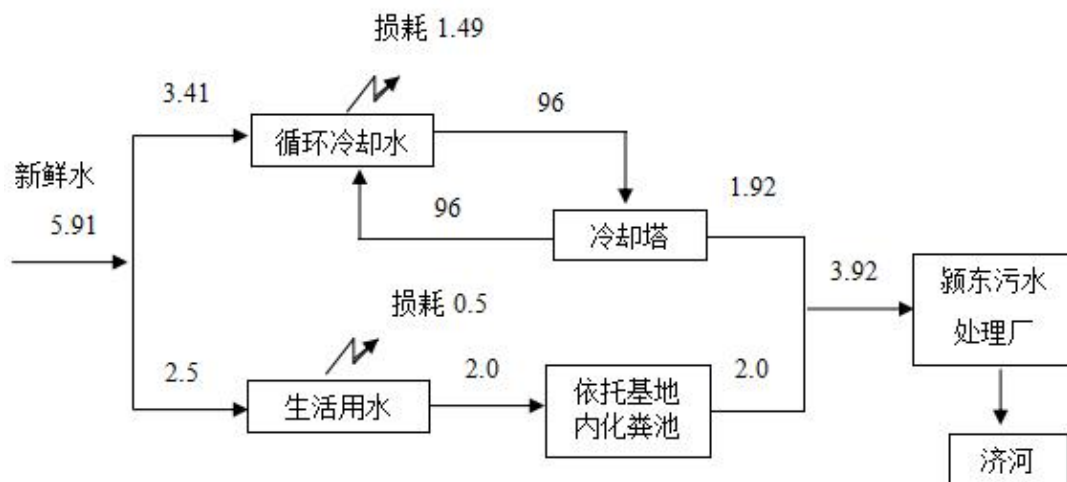 损耗 1.49
3.41
96
循环冷却水
新鲜水
5.91
96
1.92
冷却塔
3.92
颍东污水
处理厂
损耗 0.5
2.5
2.0
2.0
生活用水
依托基地
内化粪池
济河